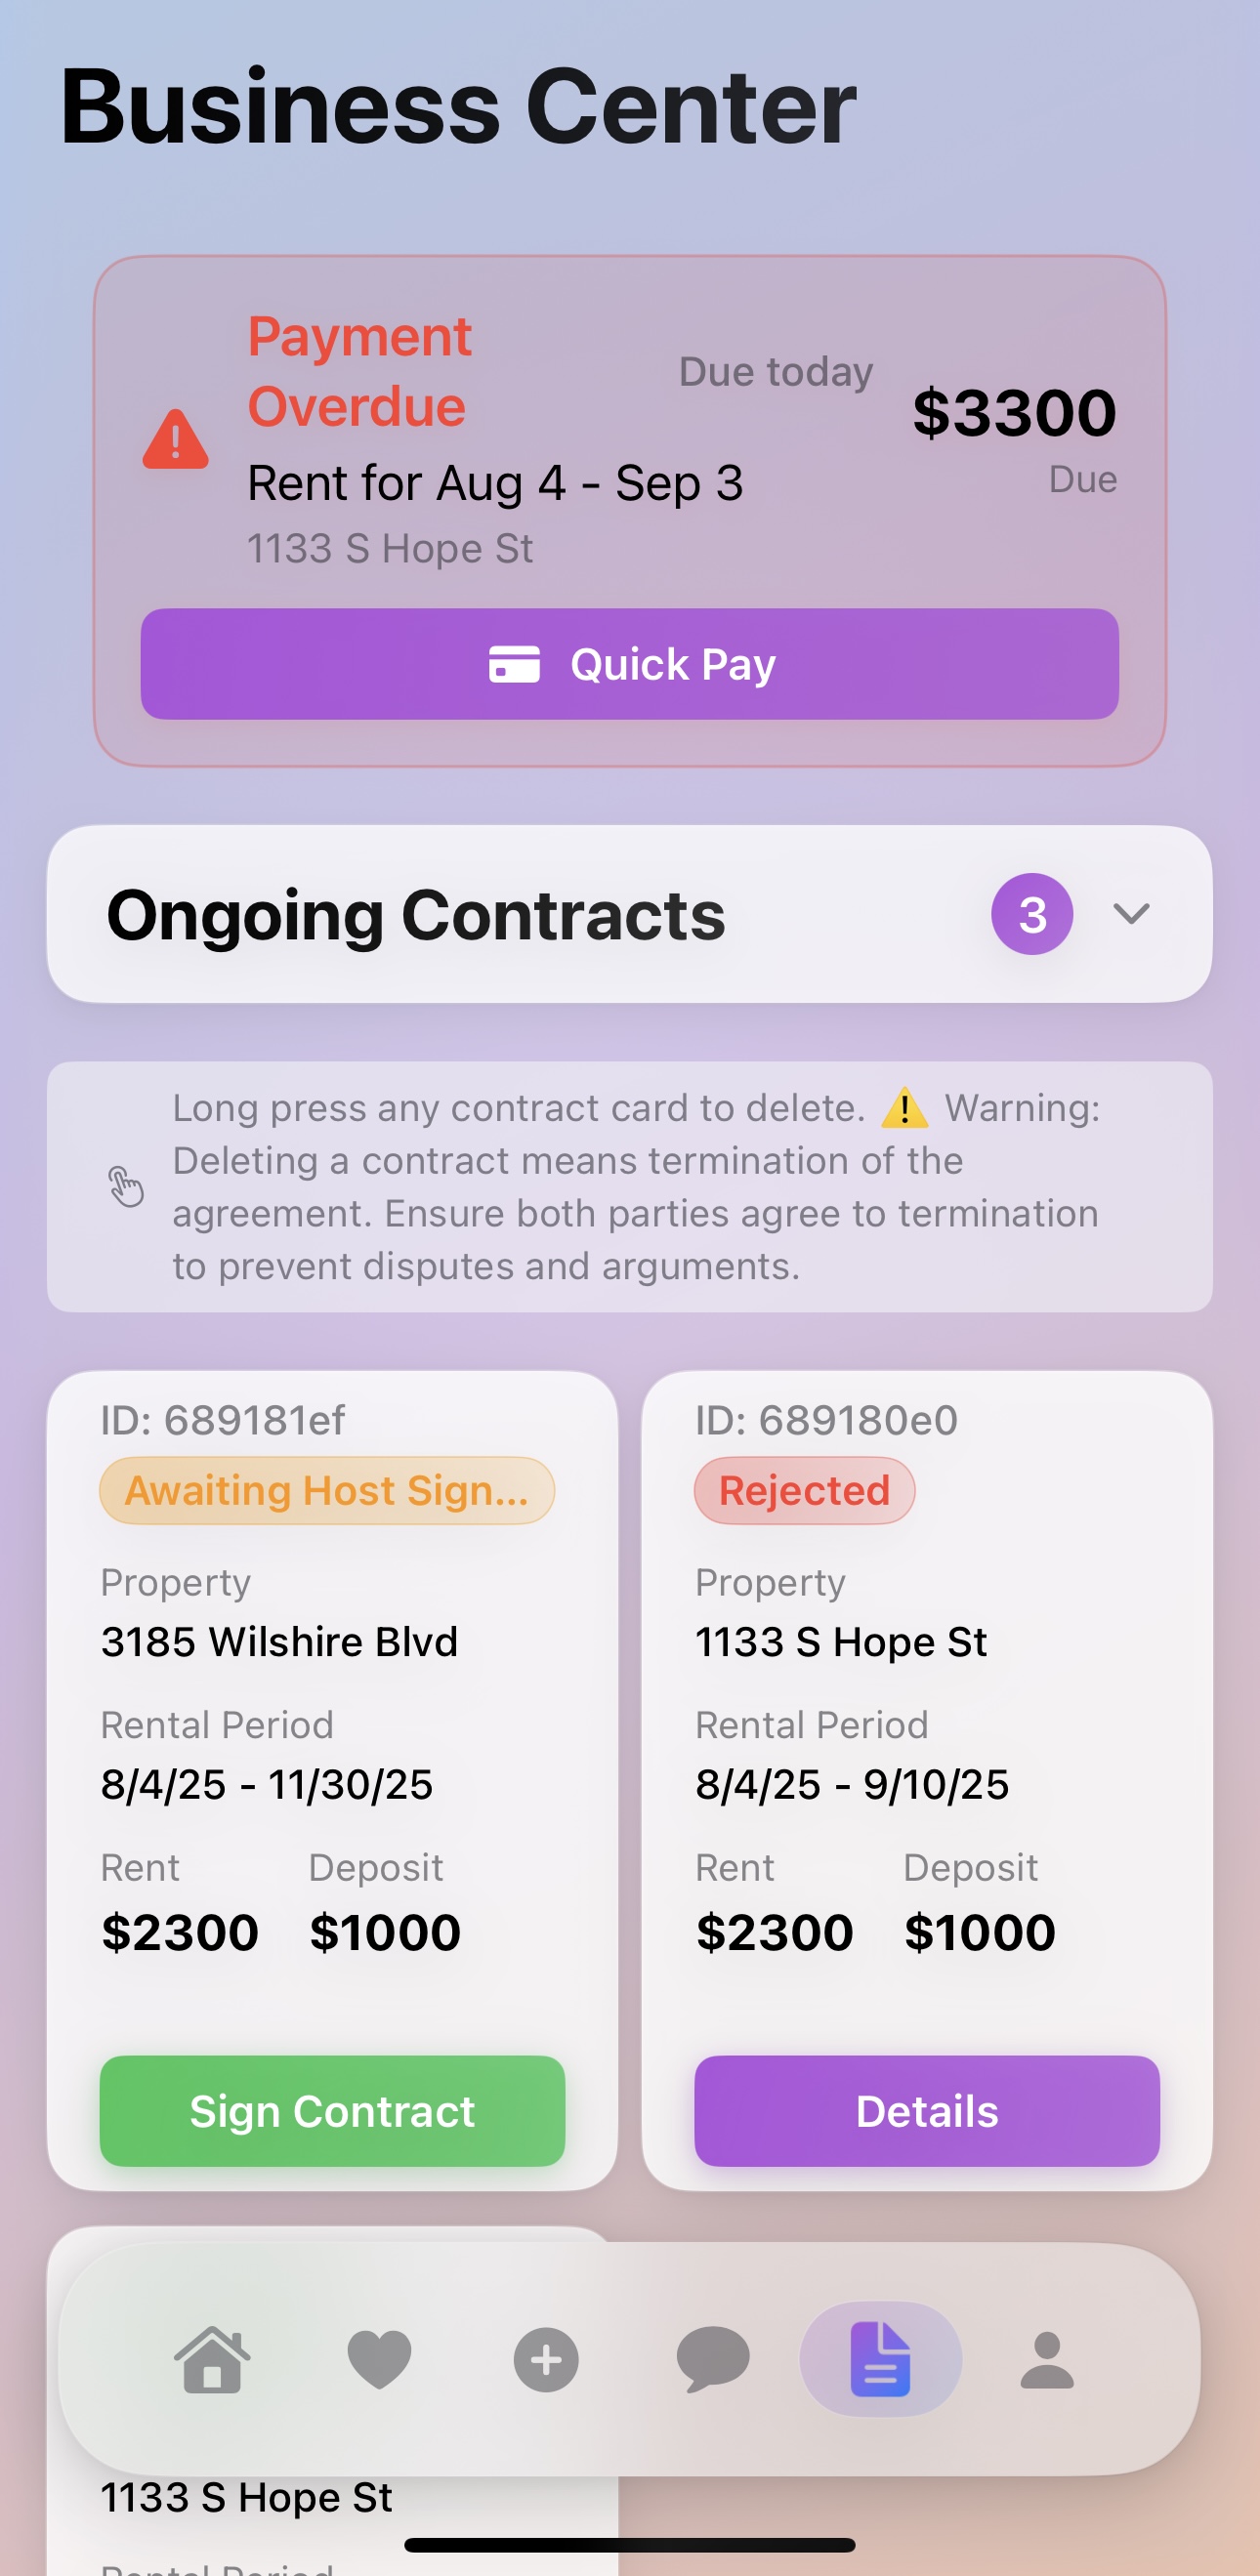 Business Center
Payment
Overdue
Due today
$3300
Due
Rent for Aug 4 - Sep 3
1133 S Hope St
Quick Pay
Ongoing Contracts
3
Long press any contract card to delete. ⚠️ Warning:
Deleting a contract means termination of the
agreement. Ensure both parties agree to termination
to prevent disputes and arguments.
ID: 689181ef
Awaiting Host Sign...
Property
3185 Wilshire Blvd
Rental Period
8/4/25 - 11/30/25
Rent Deposit
$2300 $1000
Sign Contract
ID: 689180e0
Rejected
Property
1133 S Hope St
Rental Period
8/4/25 - 9/10/25
Rent Deposit
$2300 $1000
Details
1133 S Hope St
Rental Period